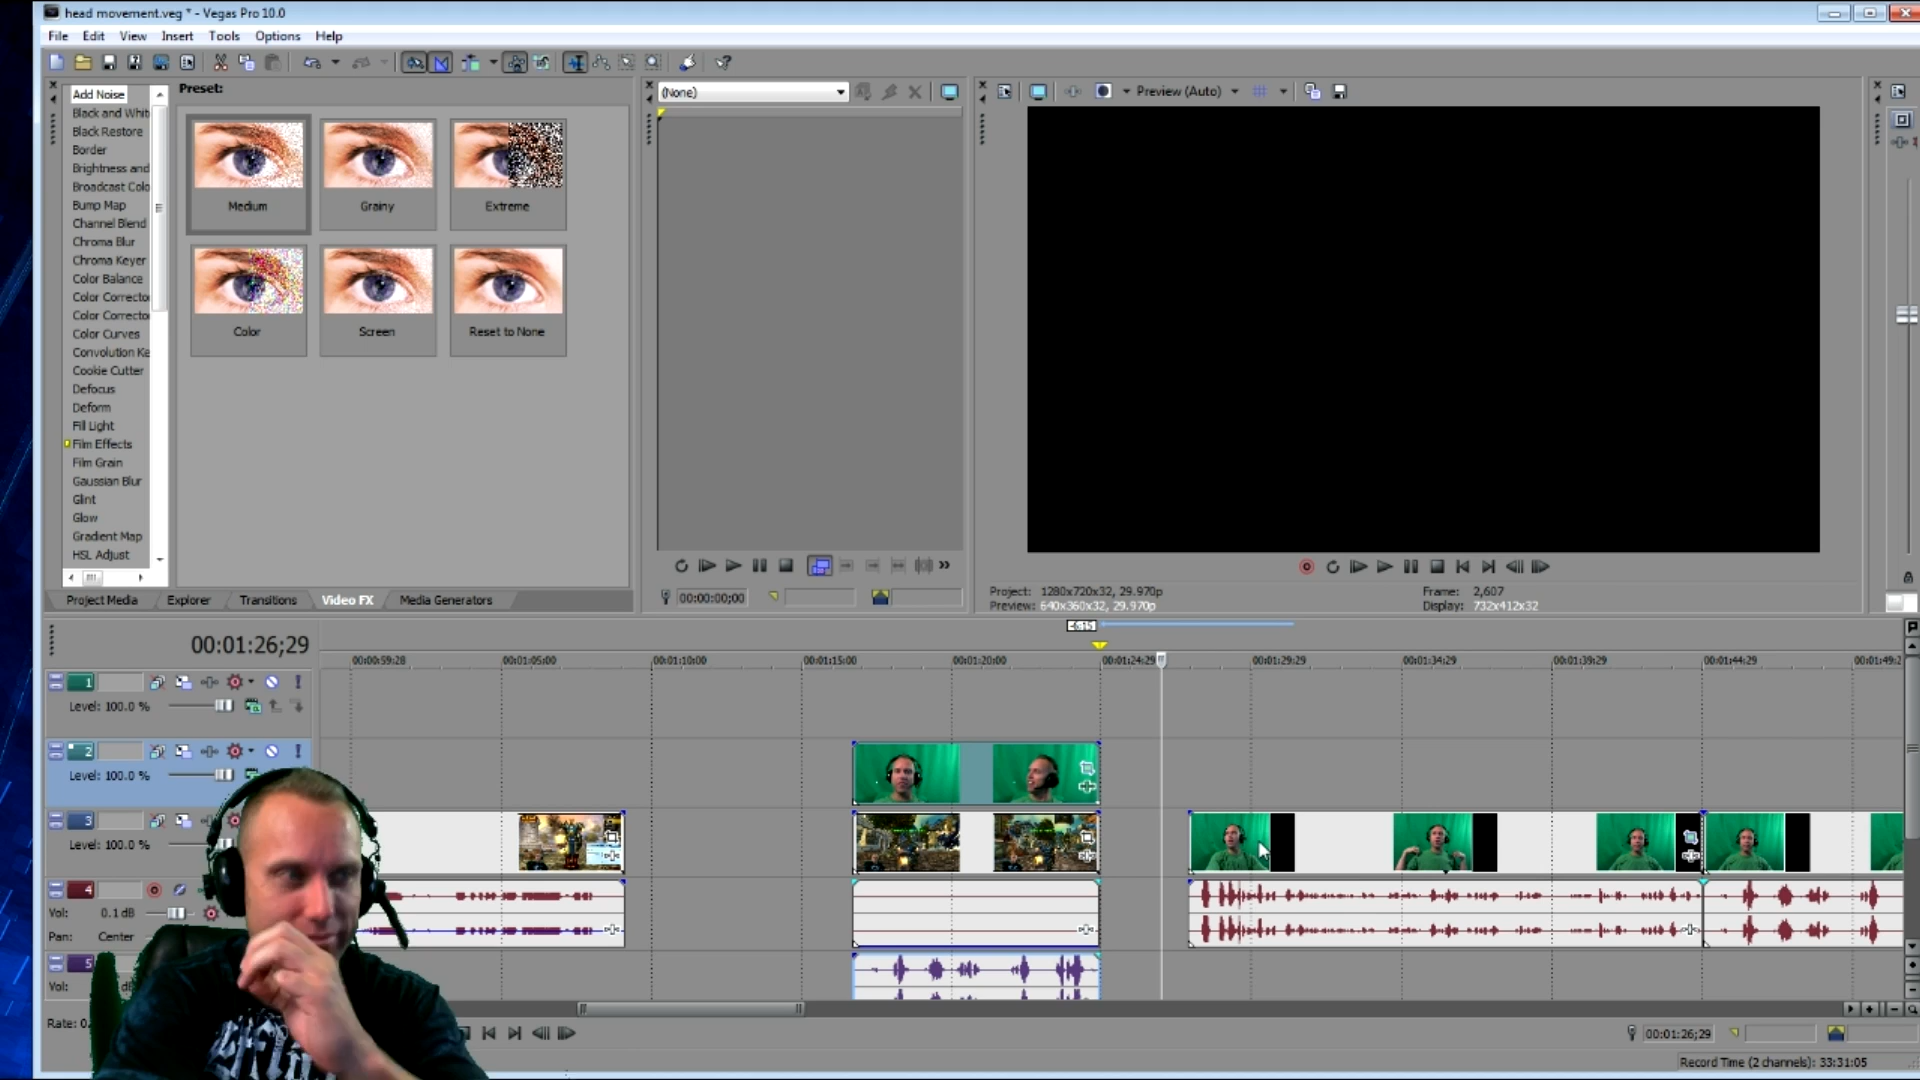 head movement.veg * - Vegas Pro 10.0
File Edit View Insert Tools Options Help
Add Noise
Black and Whit
Black Restore
Border
Brightness and
Broadcast Colo
Bump Map
Channel Blend
Chroma Blur
Chroma Keyer
Color Balance
Color Correcto
Color Correcto
Color Curves
Convolution Ke
Cookie Cutter
Defocus
Deform
Fill Light
Film Effects
Film Grain
Gaussian Blur
Glint
Glow
Gradient Map
HSL Adjust
Preset:
Medium Grainy Extreme
Color Screen Reset to None
(None)
Preview (Auto)
Project Media Explorer Transitions Video FX Media Generators
00:00:00;00
Project: 1280x720x32, 29.970p
Preview: 640x360x32, 29.970p
Frame: 2,607
Display: 732x412x32
-6:15
00:01:26;29
00:00:59:28 00:01:05:00 00:01:10:00 00:01:15:00 00:01:20:00 00:01:24:29 00:01:29:29 00:01:34:29 00:01:39:29 00:01:44:29 00:01:49:2
1
Level: 100.0 %
2
Level: 100.0 %
3
Level: 100.0
4
Vol: 0.1 dB
Pan: Center
5
Vol:
Rate: 0.
00:01:26;29
Record Time (2 channels): 33:31:05